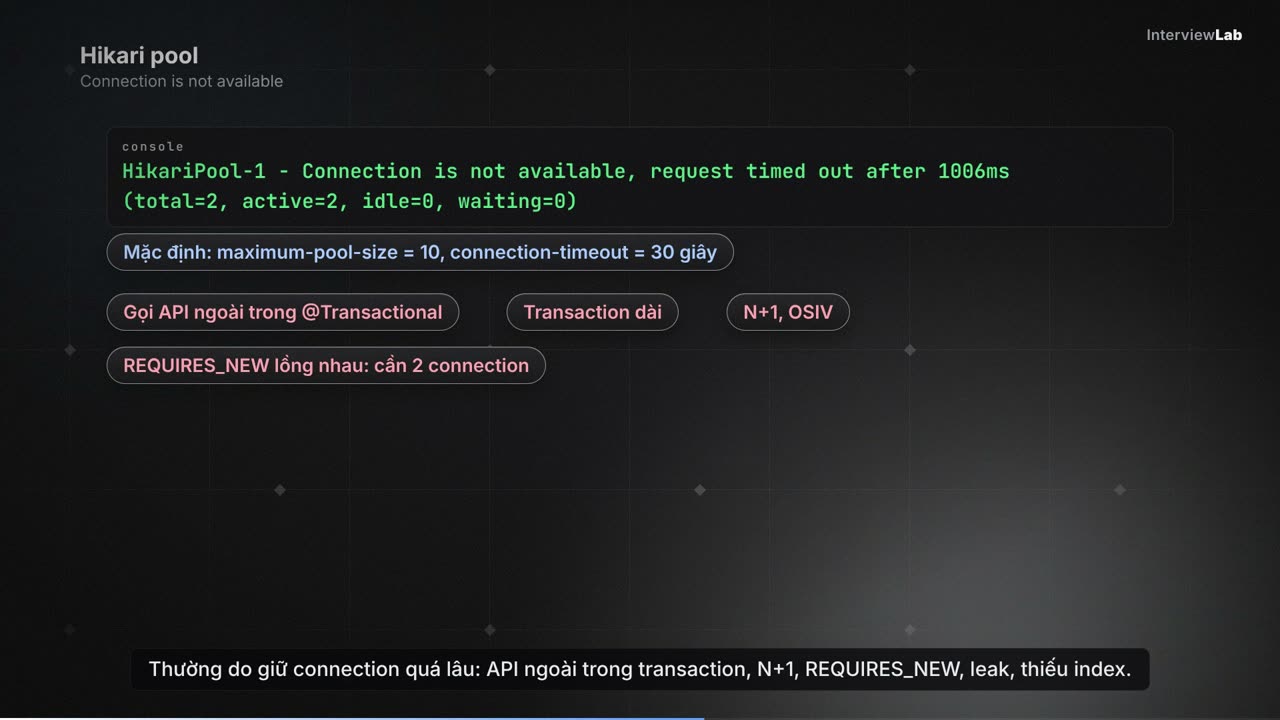 InterviewLab
Hikari pool
Connection is not available
console
HikariPool-1 - Connection is not available, request timed out after 1006ms
(total=2, active=2, idle=0, waiting=0)
Mặc định: maximum-pool-size = 10, connection-timeout = 30 giây
Gọi API ngoài trong @Transactional
Transaction dài
N+1, OSIV
REQUIRES_NEW lồng nhau: cần 2 connection
Thường do giữ connection quá lâu: API ngoài trong transaction, N+1, REQUIRES_NEW, leak, thiếu index.